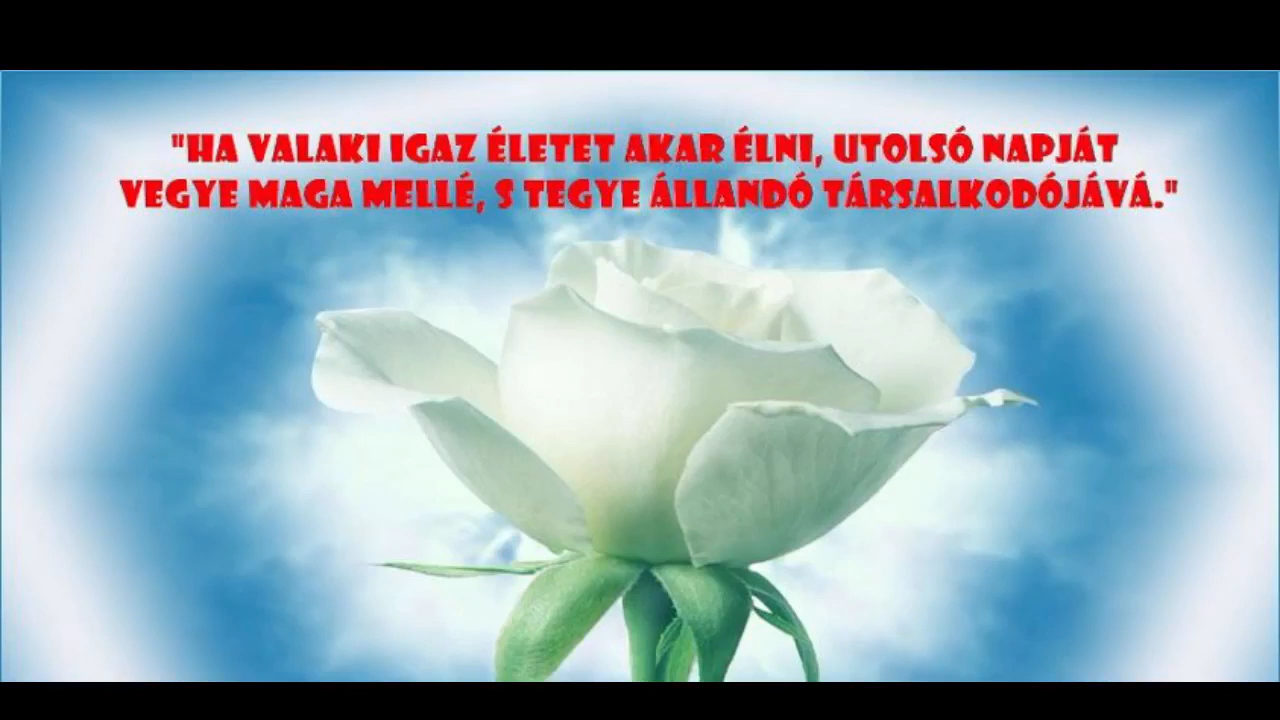 "HA VALAKI IGAZ ÉLETET AKAR ÉLNI, UTOLSÓ NAPJÁT
VEGYE MAGA MELLÉ, S TEGYE ÁLLANDÓ TÁRSALKODÓJÁVÁ."